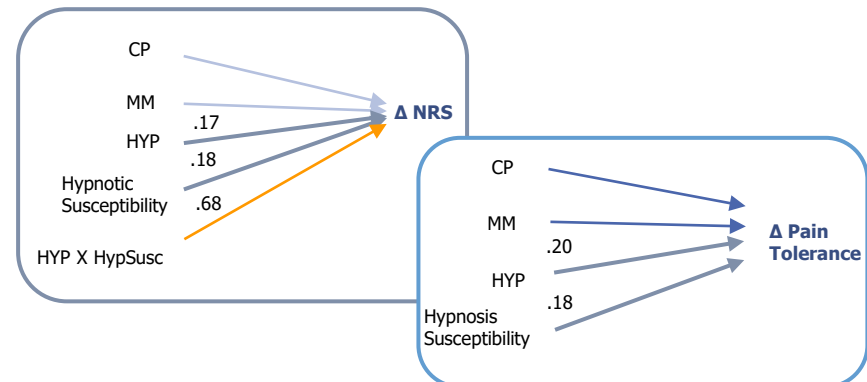 CP
MM
.17
HYP
.18
Hypnotic
Susceptibility
.68
HYP X HypSusc
Δ NRS
CP
MM
.20
HYP
.18
Hypnosis
Susceptibility
Δ Pain
Tolerance